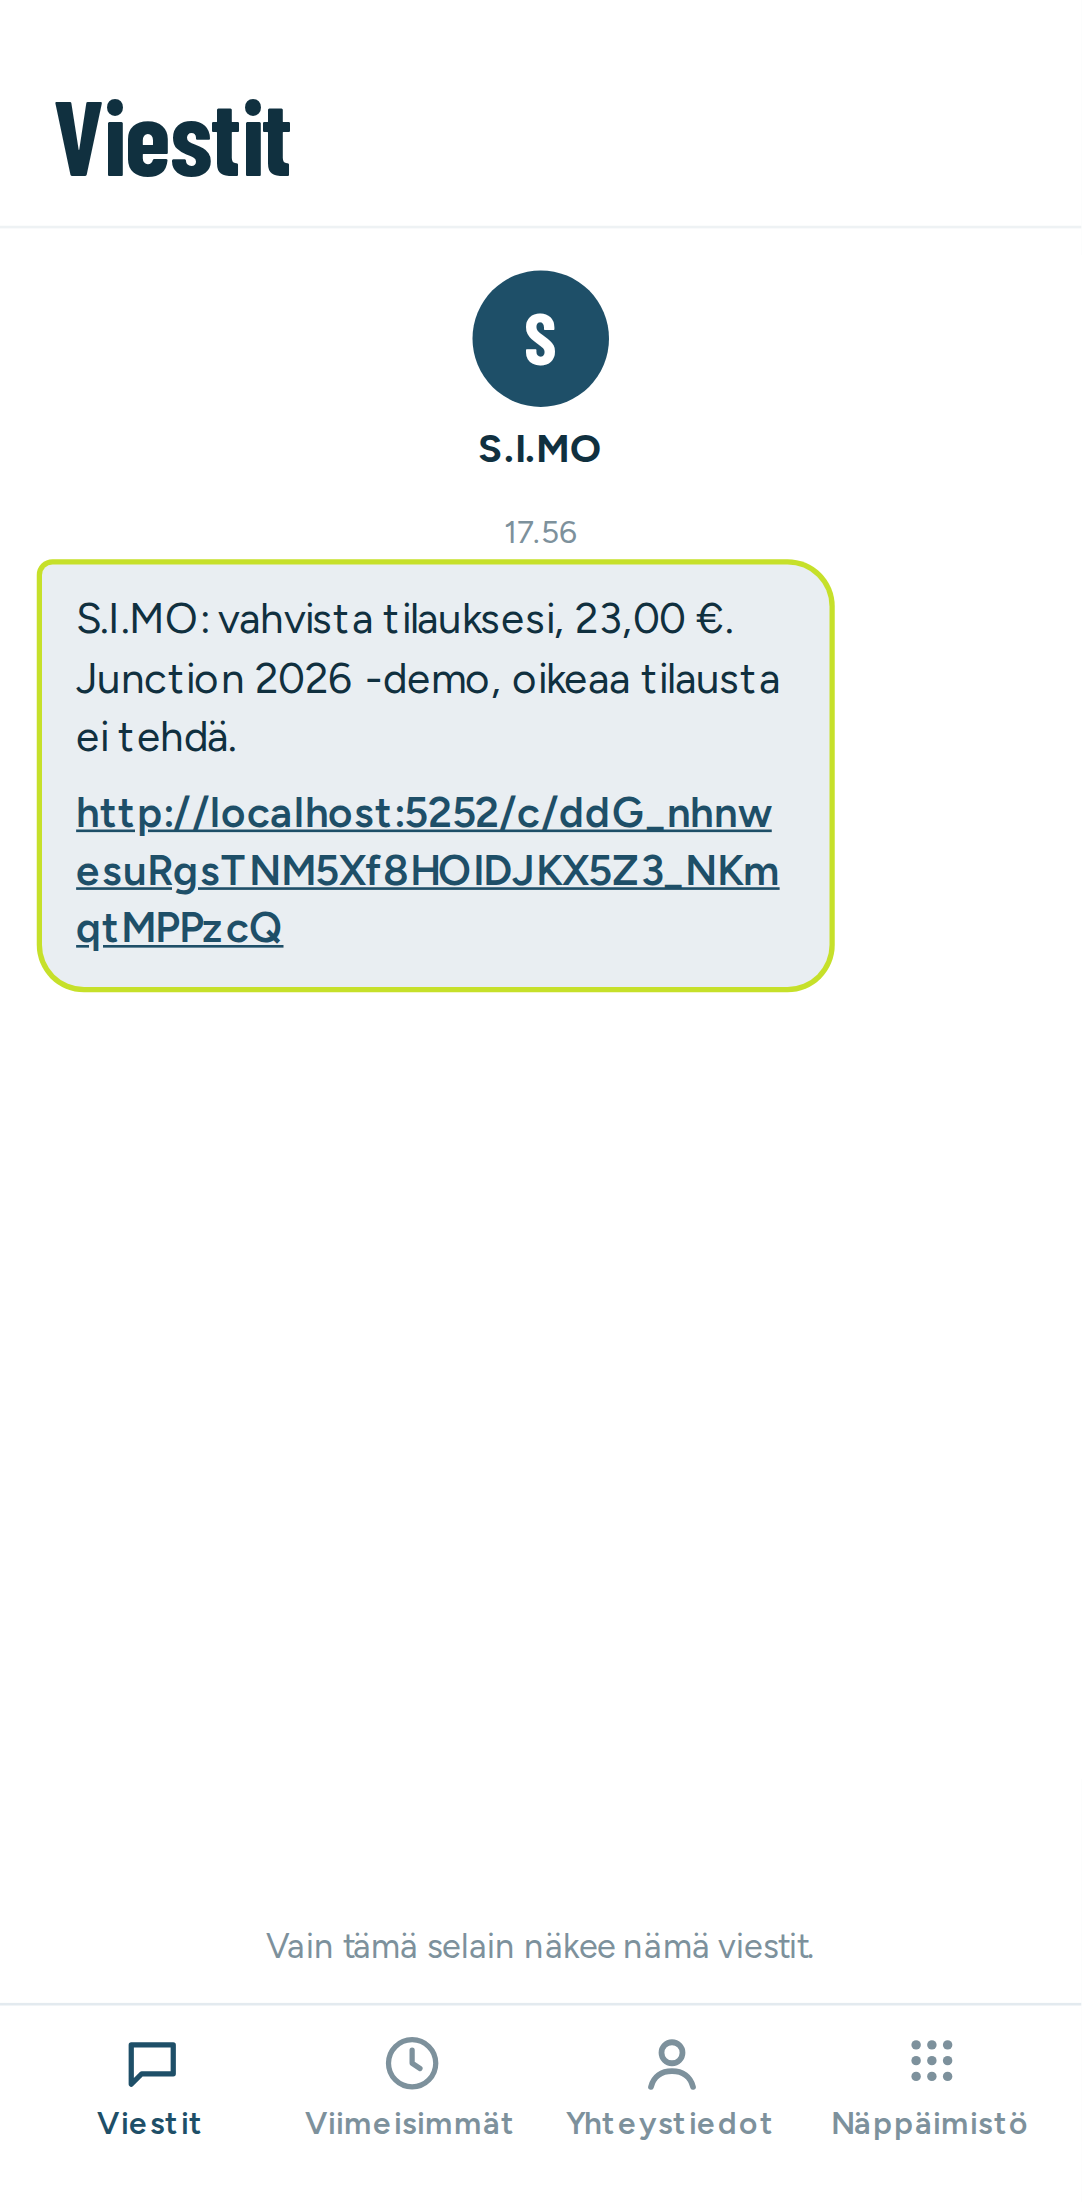 Viestit
S
S.I.MO
17.56
S.I.MO: vahvista tilauksesi, 23,00 €.
Junction 2026 -demo, oikeaa tilausta
ei tehdä.
http://localhost:5252/c/ddG_nhnw
esuRgsTNM5Xf8HOIDJKX5Z3_NKm
qtMPPzcQ
Vain tämä selain näkee nämä viestit.
Viestit Viimeisimmät Yhteystiedot Näppäimistö